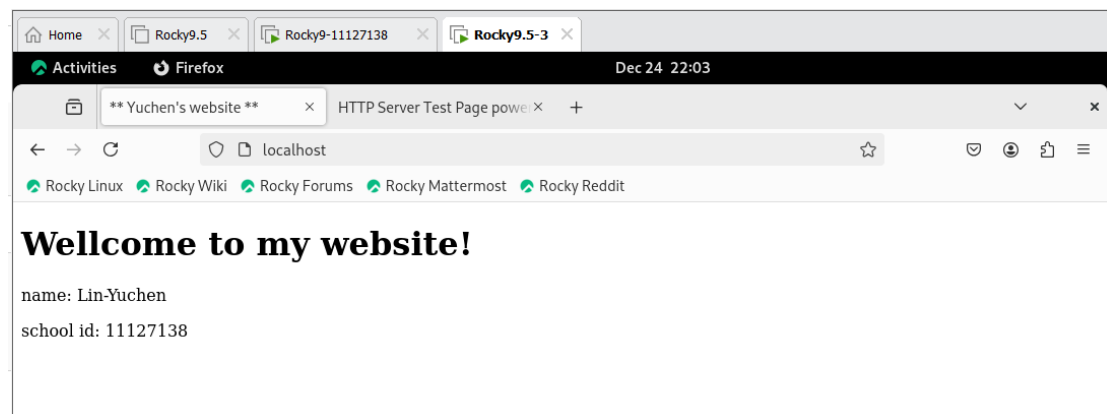 Home Rocky9.5 Rocky9-11127138 Rocky9.5-3
Activities Firefox Dec 24 22:03
** Yuchen's website ** HTTP Server Test Page powe
localhost
Rocky Linux Rocky Wiki Rocky Forums Rocky Mattermost Rocky Reddit
Wellcome to my website!
name: Lin-Yuchen
school id: 11127138